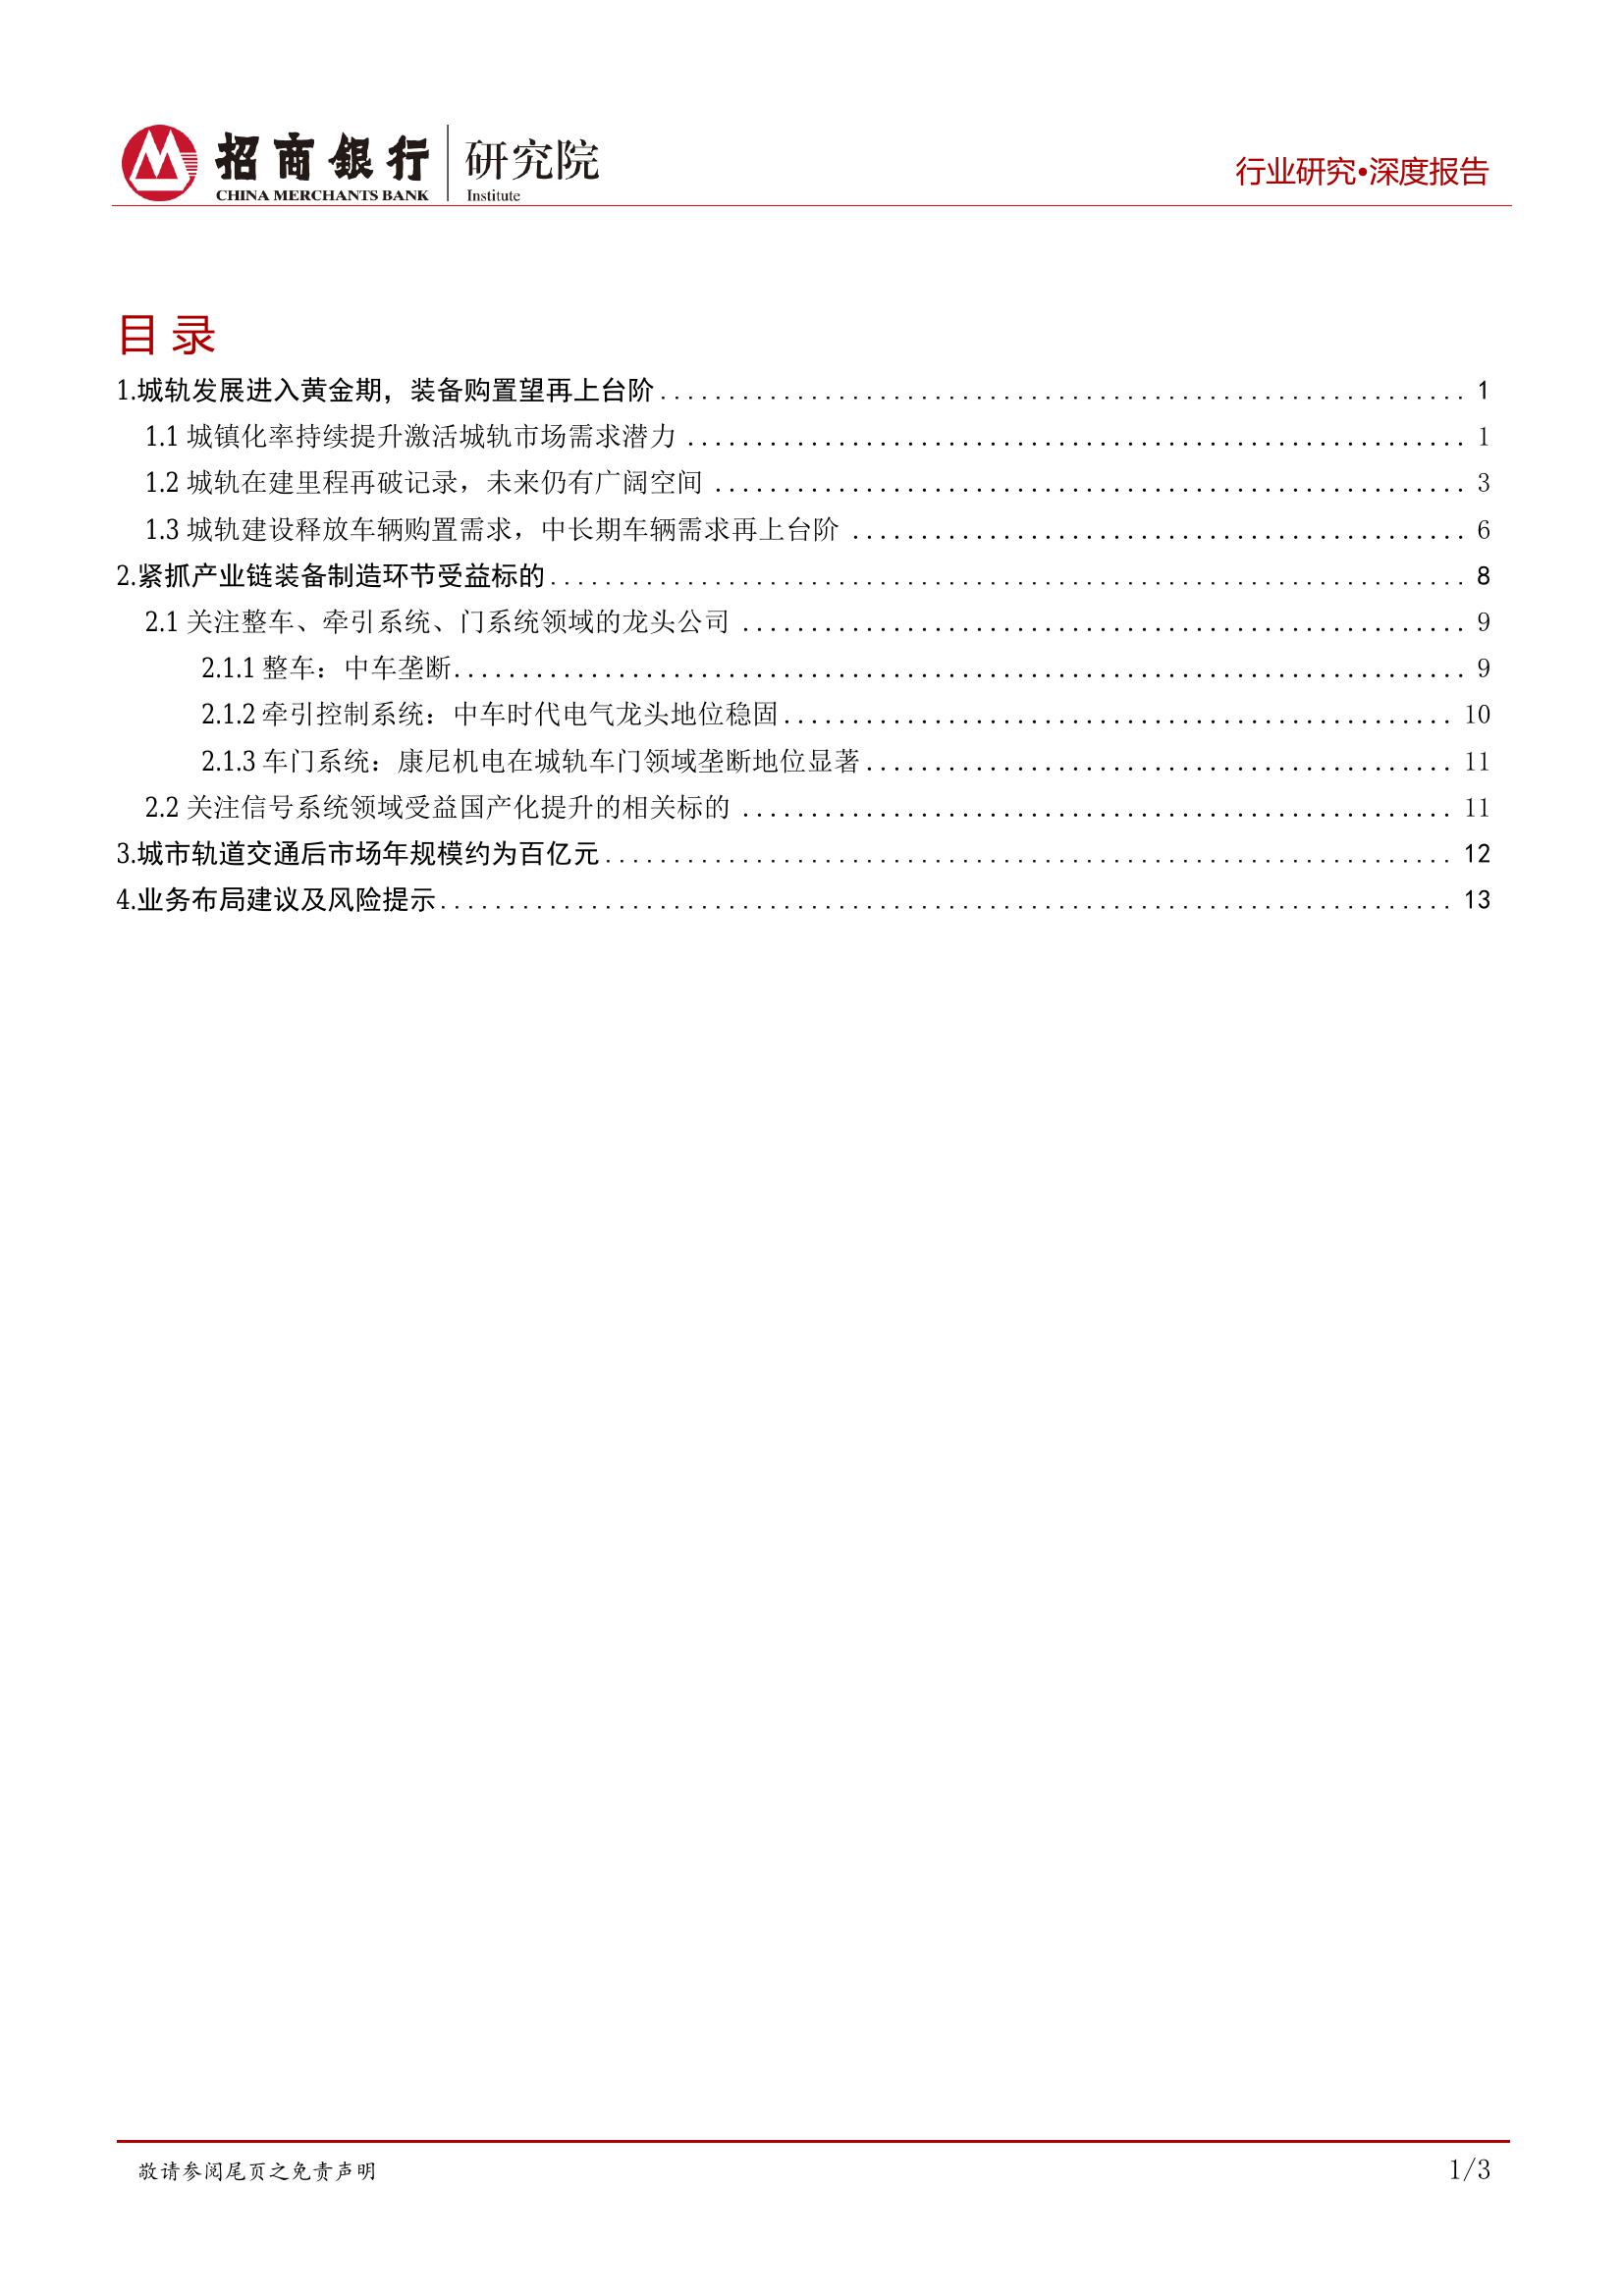 招商銀行 研究院
CHINA MERCHANTS BANK Institute
行业研究•深度报告
目录
1.城轨发展进入黄金期，装备购置望再上台阶 1
1.1 城镇化率持续提升激活城轨市场需求潜力 1
1.2 城轨在建里程再破记录，未来仍有广阔空间 3
1.3 城轨建设释放车辆购置需求，中长期车辆需求再上台阶 6
2.紧抓产业链装备制造环节受益标的 8
2.1 关注整车、牵引系统、门系统领域的龙头公司 9
2.1.1 整车：中车垄断 9
2.1.2 牵引控制系统：中车时代电气龙头地位稳固 10
2.1.3 车门系统：康尼机电在城轨车门领域垄断地位显著 11
2.2 关注信号系统领域受益国产化提升的相关标的 11
3.城市轨道交通后市场年规模约为百亿元 12
4.业务布局建议及风险提示 13
敬请参阅尾页之免责声明
1/3